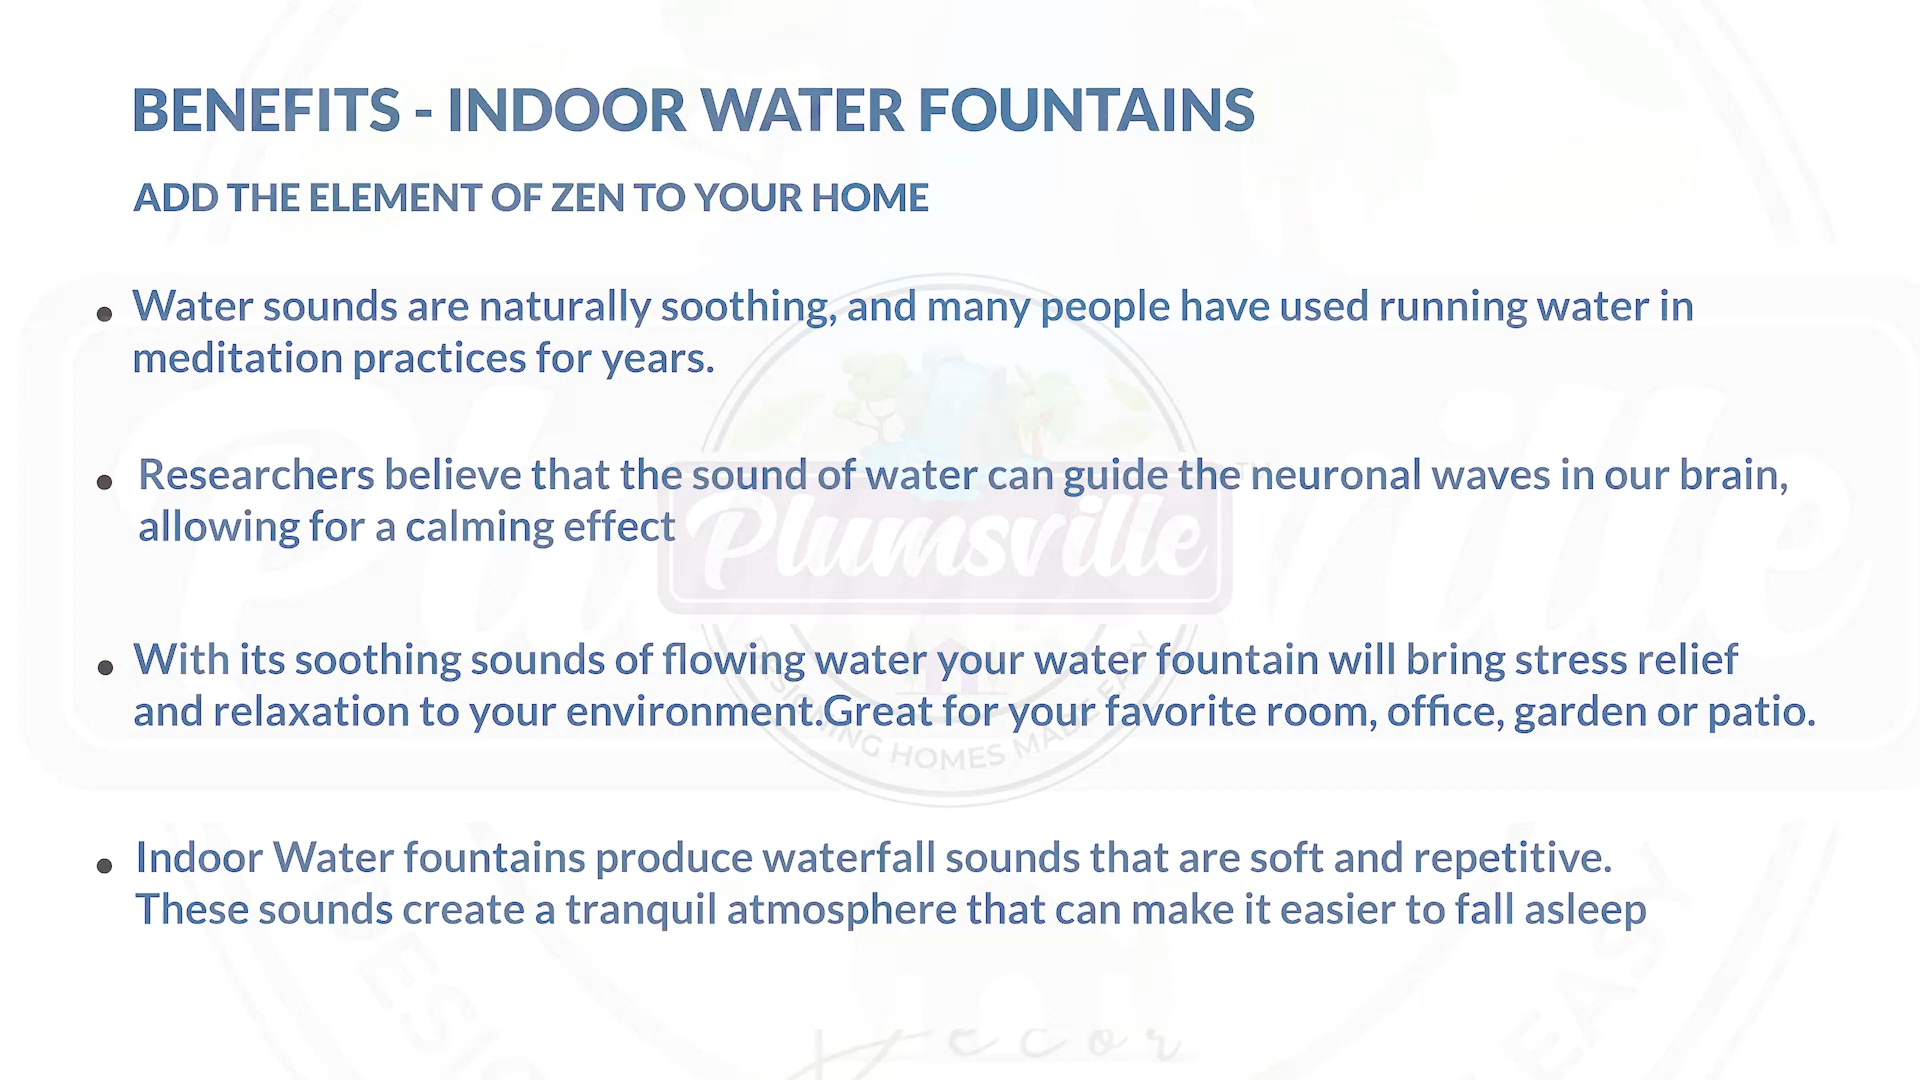 BENEFITS - INDOOR WATER FOUNTAINS
ADD THE ELEMENT OF ZEN TO YOUR HOME
• Water sounds are naturally soothing, and many people have used running water in
meditation practices for years.
• Researchers believe that the sound of water can guide the neuronal waves in our brain,
allowing for a calming effect
Plumsville
• With its soothing sounds of flowing water your water fountain will bring stress relief
and relaxation to your environment.Great for your favorite room, office, garden or patio.
DESIGNING HOMES MADE EASY
• Indoor Water fountains produce waterfall sounds that are soft and repetitive.
These sounds create a tranquil atmosphere that can make it easier to fall asleep
Decor